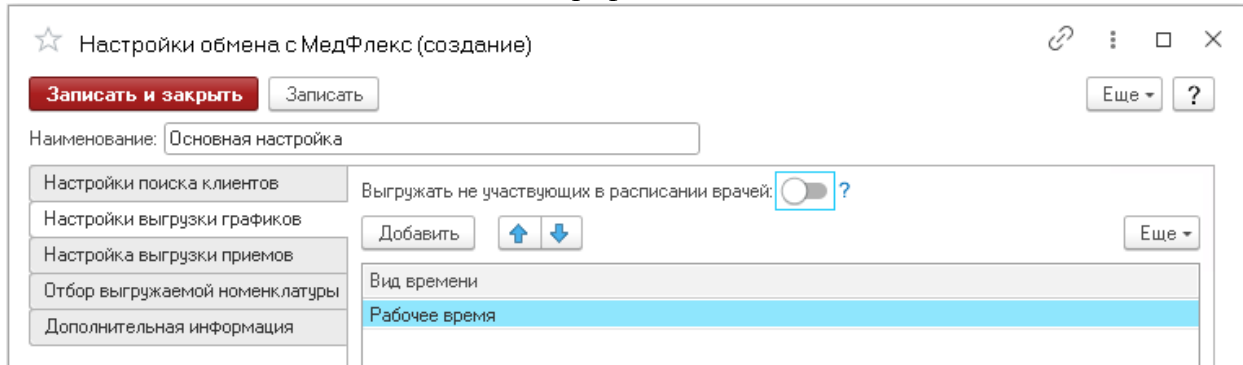 Настройки обмена с МедФлекс (создание)
Записать и закрыть Записать Еще ?
Наименование: Основная настройка
Настройки поиска клиентов
Настройки выгрузки графиков
Настройка выгрузки приемов
Отбор выгружаемой номенклатуры
Дополнительная информация
Выгружать не участвующих в расписании врачей: ?
Добавить Еще
Вид времени
Рабочее время